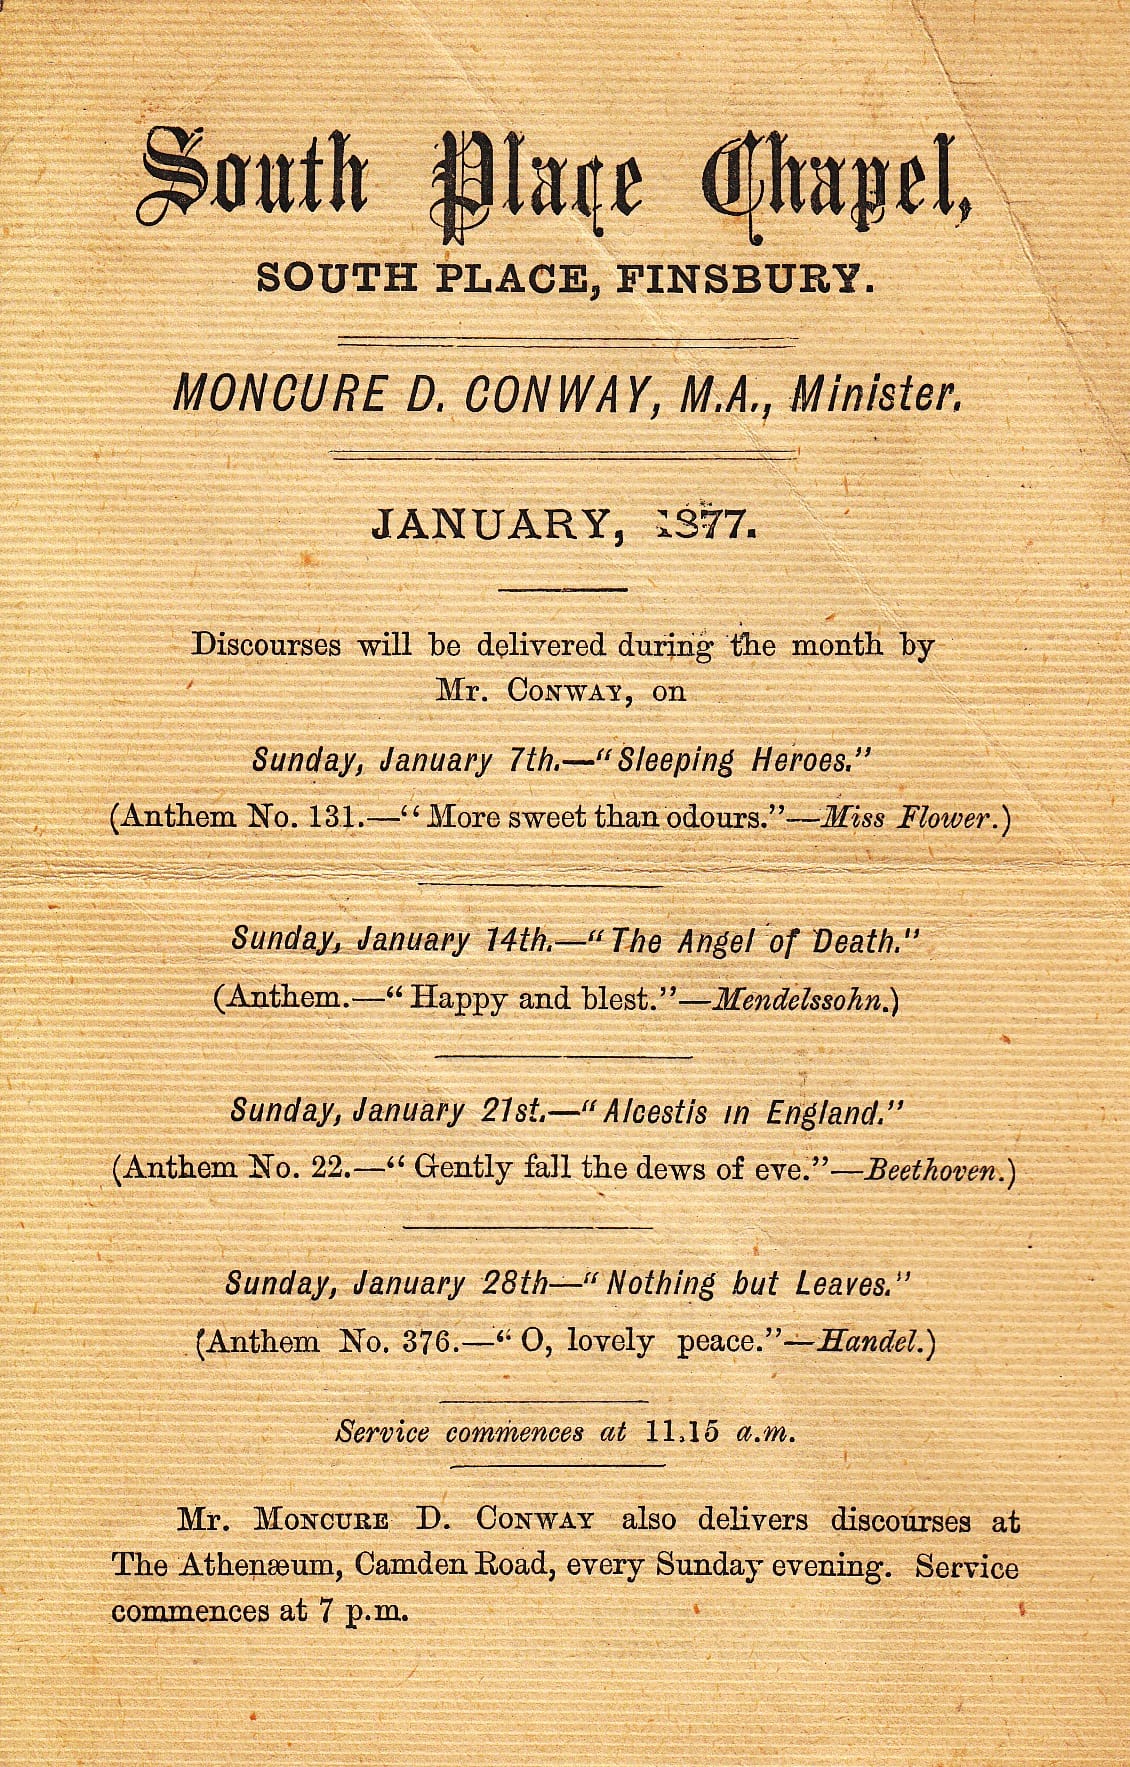 South Place Chapel,
SOUTH PLACE, FINSBURY.
MONCURE D. CONWAY, M.A., Minister.
JANUARY, 1877.
Discourses will be delivered during the month by
Mr. CONWAY, on
Sunday, January 7th.—“Sleeping Heroes.”
(Anthem No. 131.—“More sweet than odours.”—Miss Flower.)
Sunday, January 14th.—“The Angel of Death."
(Anthem.—“Happy and blest.”—Mendelssohn.)
Sunday, January 21st.—“Alcestis in England.”
(Anthem No. 22.—“Gently fall the dews of eve.”—Beethoven.)
Sunday, January 28th—“Nothing but Leaves.”
(Anthem No. 376.—“O, lovely peace.”—Handel.)
Service commences at 11.15 a.m.
Mr. MONCURE D. CONWAY also delivers discourses at
The Athenæum, Camden Road, every Sunday evening. Service
commences at 7 p.m.